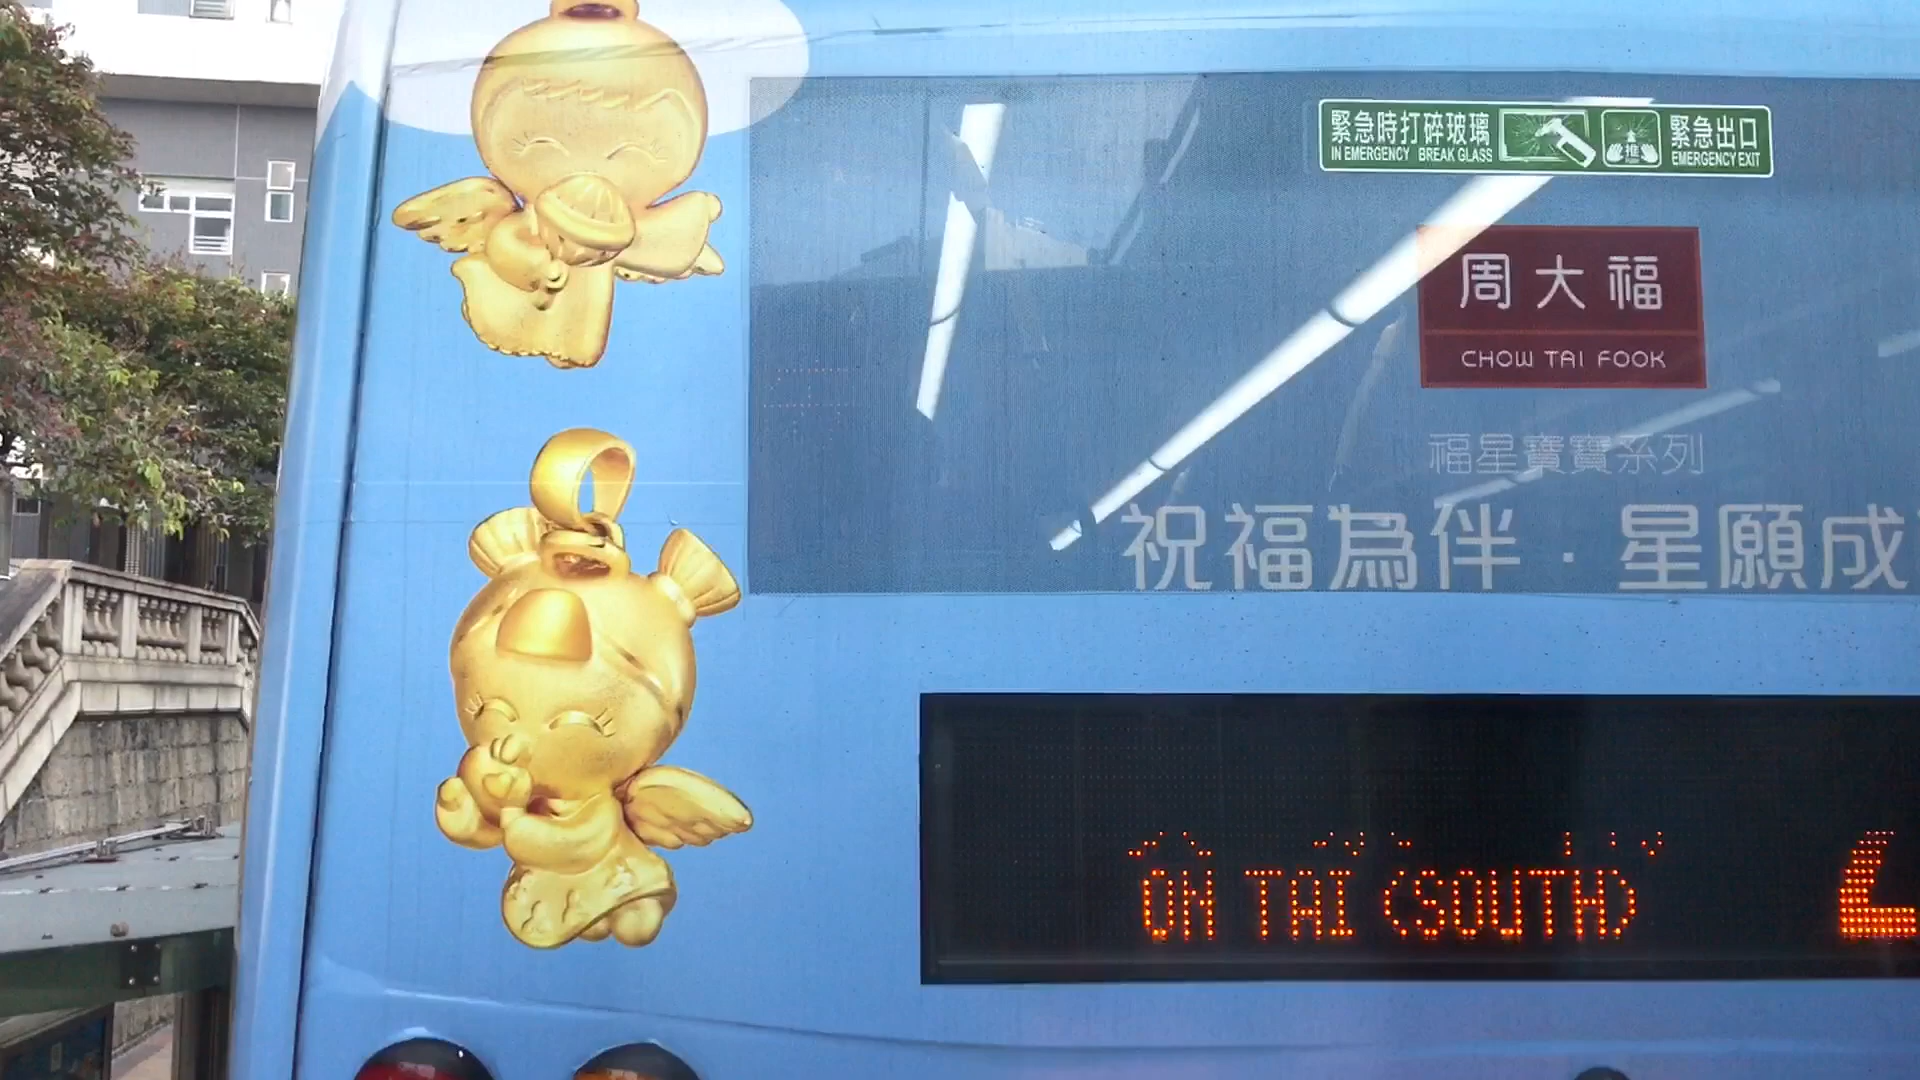 緊急時打碎玻璃
IN EMERGENCY BREAK GLASS
推
緊急出口
EMERGENCY EXIT
周大福
CHOW TAI FOOK
福星寶寶系列
祝福為伴·星願成
ON TAI (SOUTH)